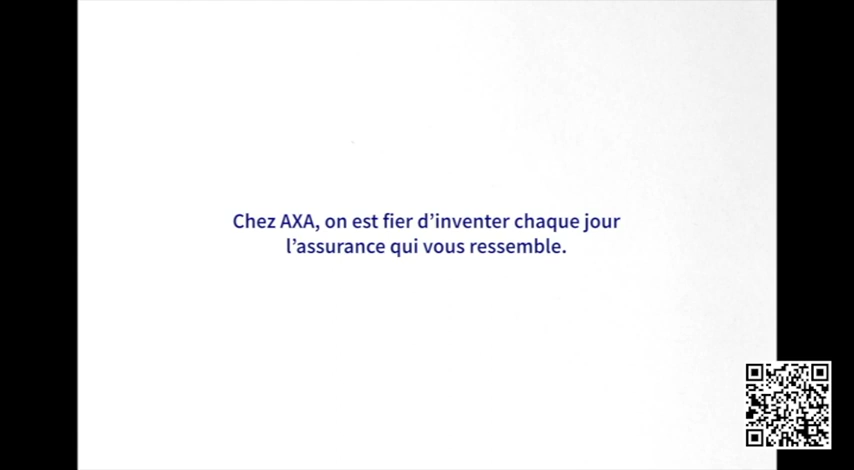 Chez AXA, on est fier d’inventer chaque jour
l’assurance qui vous ressemble.